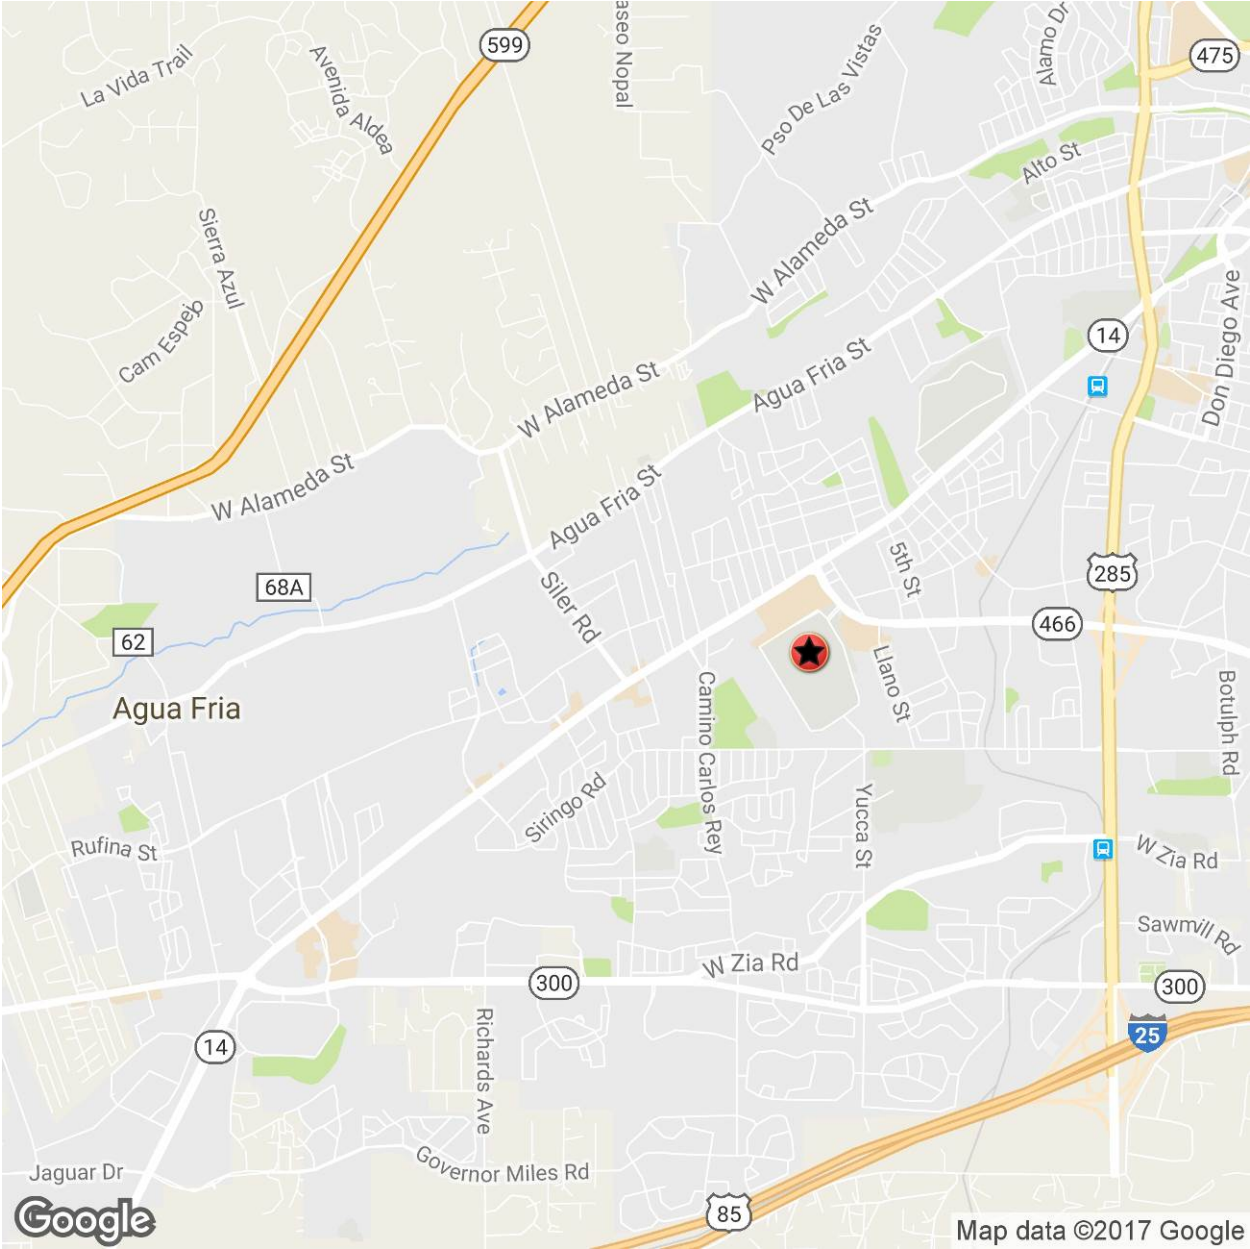 599
aseo Nopal
Alamo Dr
475
La Vida Trail
Avenida Aldea
Pso De Las Vistas
Alto St
Sierra Azul
W Alameda St
Cam Espejo
14
Don Diego Ave
Agua Fria St
W Alameda St
W Alameda St
Agua Fria St
5th St
285
68A
Siler Rd
62
466
Llano St
Agua Fria
Camino Carlos Rey
Botulph Rd
Siringo Rd
Yucca St
Rufina St
W Zia Rd
Sawmill Rd
W Zia Rd
300
300
14
Richards Ave
25
Jaguar Dr
Governor Miles Rd
85
Google
Map data ©2017 Google